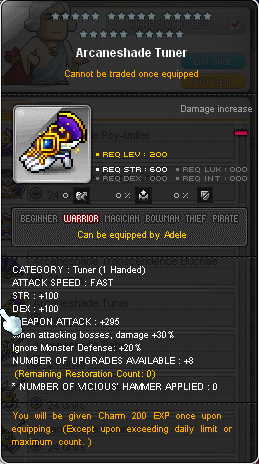 Arcaneshade Tuner
Cannot be traded once equipped
Damage increase
REQ LEV : 200
REQ STR : 600 REQ LUK : 000
REQ DEX : 000 REQ INT : 000
0 0 % 0 %
BEGINNER WARRIOR MAGICIAN BOWMAN THIEF PIRATE
Can be equipped by Adele
CATEGORY : Tuner (1 Handed)
ATTACK SPEED : FAST
STR : +100
DEX : +100
WEAPON ATTACK : +295
When attacking bosses, damage +30%
Ignore Monster Defense: +20%
NUMBER OF UPGRADES AVAILABLE : +8
(Remaining Restoration Count: 0)
* NUMBER OF VICIOUS' HAMMER APPLIED : 0
You will be given Charm 200 EXP once upon
equipping. (Except upon exceeding daily limit or
maximum count. )